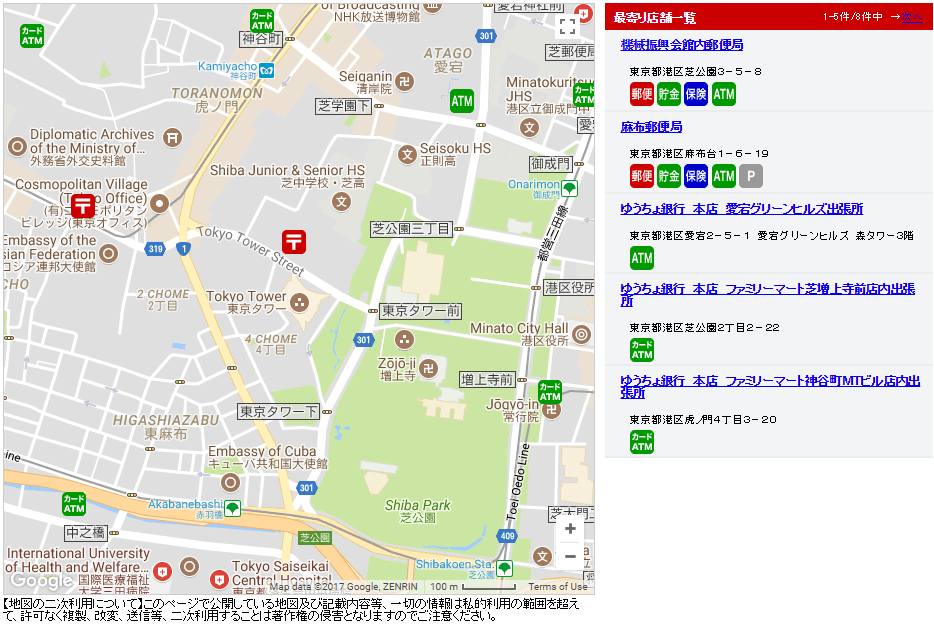 of Broadcasting
NHK放送博物館
愛宕神社前
カード
ATM
カード
ATM
神谷町
301
芝郵便局
ATAGO
愛宕
Kamiyacho
神谷町
Seiganin
清岸院
TORANOMON
虎ノ門
ATM
Minatokuritsu
JHS
港区立御成門中
カード
ATM
芝学園下
Diplomatic Archives
of the Ministry of...
外務省外交史料館
Seisoku HS
正則高
御成門
Shiba Junior & Senior HS
芝中学校・芝高
Onarimon
御成門
Cosmopolitan Village
(Tokyo Office)
(有)コスモポリタン
ビレッジ(東京オフィス)
芝公園三丁目
都営三田線
Tokyo Tower Street
Embassy of the
ssian Federation
ロシア連邦大使館
319
1
CHO
2 CHOME
2丁目
Tokyo Tower
東京タワー
港区役所
東京タワー前
Minato City Hall
港区役所
4 CHOME
4丁目
301
Zōjō-ji
増上寺
増上寺前
カード
ATM
Jōgyō-in
常行院
東京タワー下
HIGASHIAZABU
東麻布
Embassy of Cuba
キューバ共和国大使館
ine
Toei Oedo Line
301
カード
ATM
Akabanebashi
赤羽橋
Shiba Park
芝公園
中之橋
芝公園
409
芝大門
+
−
International University
of Health and Welfare...
国際医療福祉
大学三田病院
Tokyo Saiseikai
Central Hospital
Shibakoen Sta.
芝公園
Google
Map data ©2017 Google, ZENRIN
100 m
Terms of Use
【地図の二次利用について】このページで公開している地図及び記載内容等、一切の情報は私的利用の範囲を超え
て、許可なく複製、改変、送信等、二次利用することは著作権の侵害となりますのでご注意ください。
最寄り店舗一覧
1-5件/8件中 →次へ
機械振興会館内郵便局
東京都港区芝公園3-5-8
郵便 貯金 保険 ATM
麻布郵便局
東京都港区麻布台1-6-19
郵便 貯金 保険 ATM P
ゆうちょ銀行 本店 愛宕グリーンヒルズ出張所
東京都港区愛宕2-5-1 愛宕グリーンヒルズ 森タワー3階
ATM
ゆうちょ銀行 本店 ファミリーマート芝増上寺前店内出張
所
東京都港区芝公園2丁目2-22
カード
ATM
ゆうちょ銀行 本店 ファミリーマート神谷町MTビル店内出
張所
東京都港区虎ノ門4丁目3-20
カード
ATM